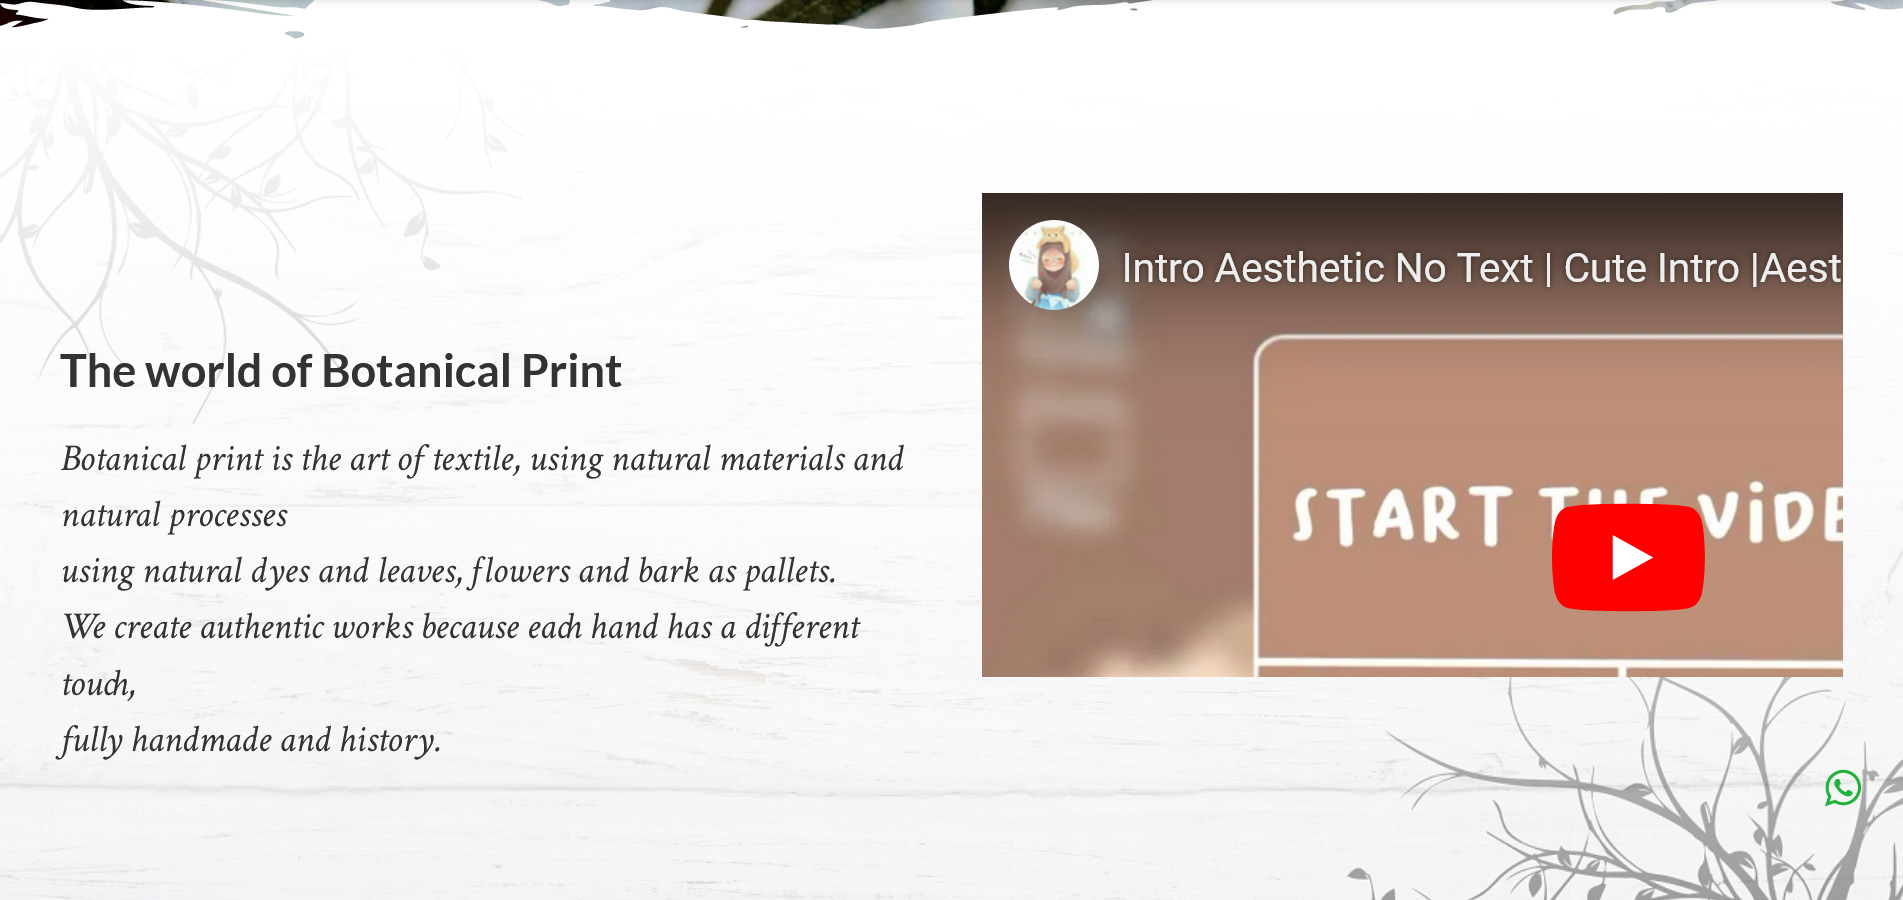 The world of Botanical Print
Botanical print is the art of textile, using natural materials and
natural processes
using natural dyes and leaves, flowers and bark as pallets.
We create authentic works because each hand has a different
touch,
fully handmade and history.
Intro Aesthetic No Text | Cute Intro |Aest
START THE ViDE